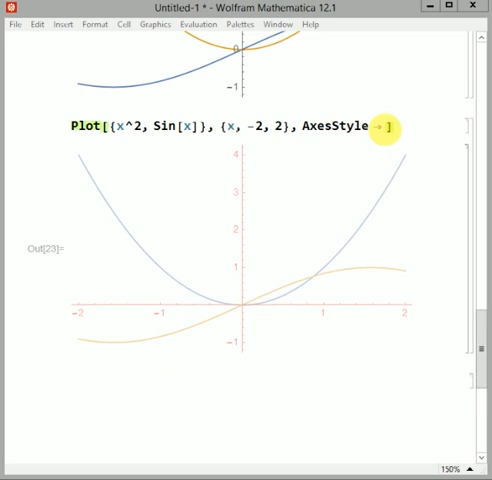 Untitled-1 * - Wolfram Mathematica 12.1
File Edit Insert Format Cell Graphics Evaluation Palettes Window Help
0
−1
Plot[{x^2, Sin[x]}, {x, −2, 2}, AxesStyle → ]
4
3
2
1
Out[23]=
−2 −1 1 2
−1
150%